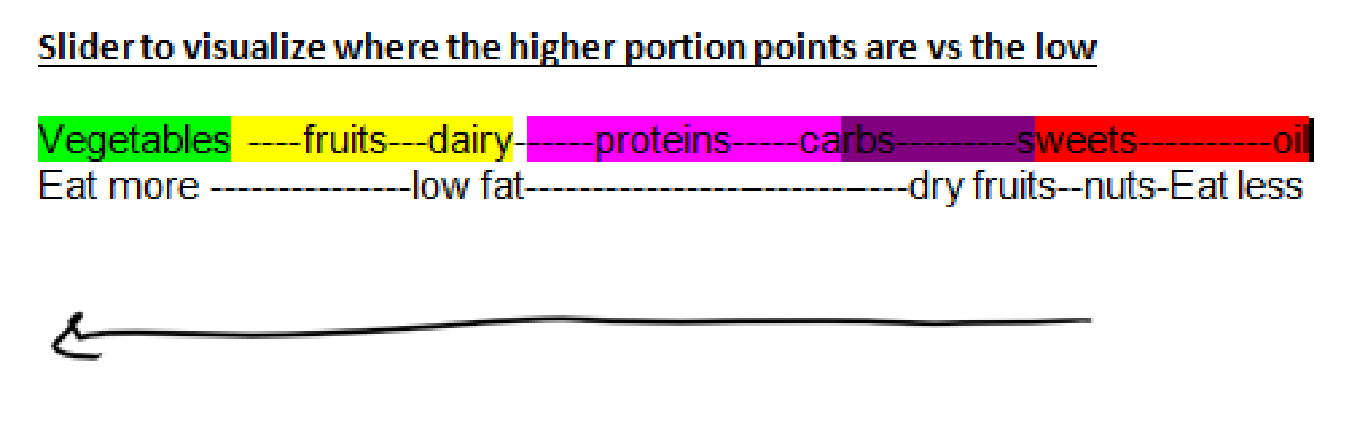 Slider to visualize where the higher portion points are vs the low
Vegetables ----fruits---dairy------proteins-----carbs---------sweets----------oil
Eat more ---------------low fat----------------------------dry fruits--nuts-Eat less